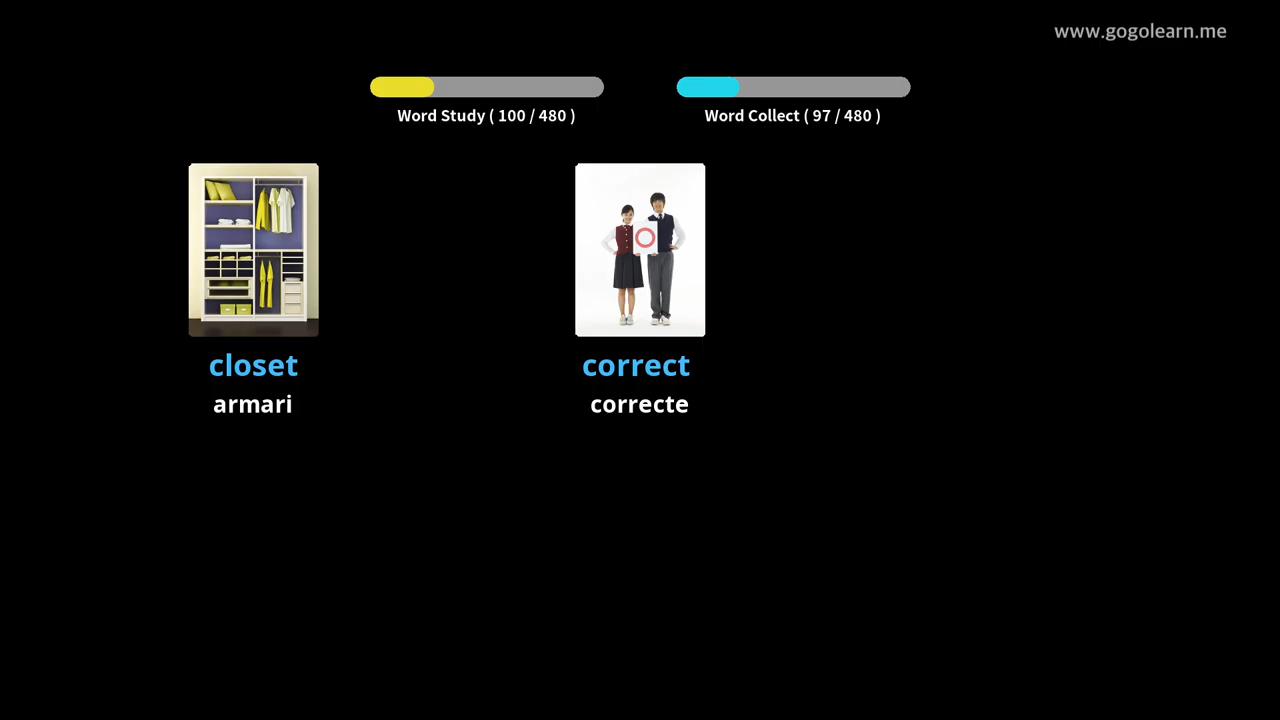 www.gogolearn.me
Word Study ( 100 / 480 )
Word Collect ( 97 / 480 )
closet
armari
correct
correcte